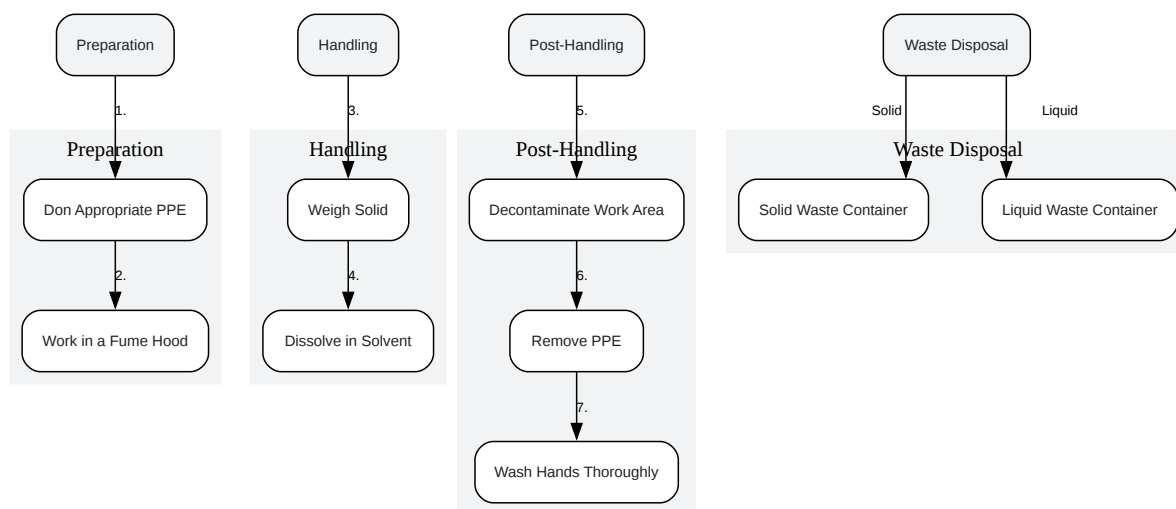 Preparation
Handling
Post-Handling
Waste Disposal
1.
3.
5.
Solid
Liquid
Preparation
Handling
Post-Handling
Waste Disposal
Don Appropriate PPE
Weigh Solid
Decontaminate Work Area
Solid Waste Container
Liquid Waste Container
2.
4.
6.
Work in a Fume Hood
Dissolve in Solvent
Remove PPE
7.
Wash Hands Thoroughly